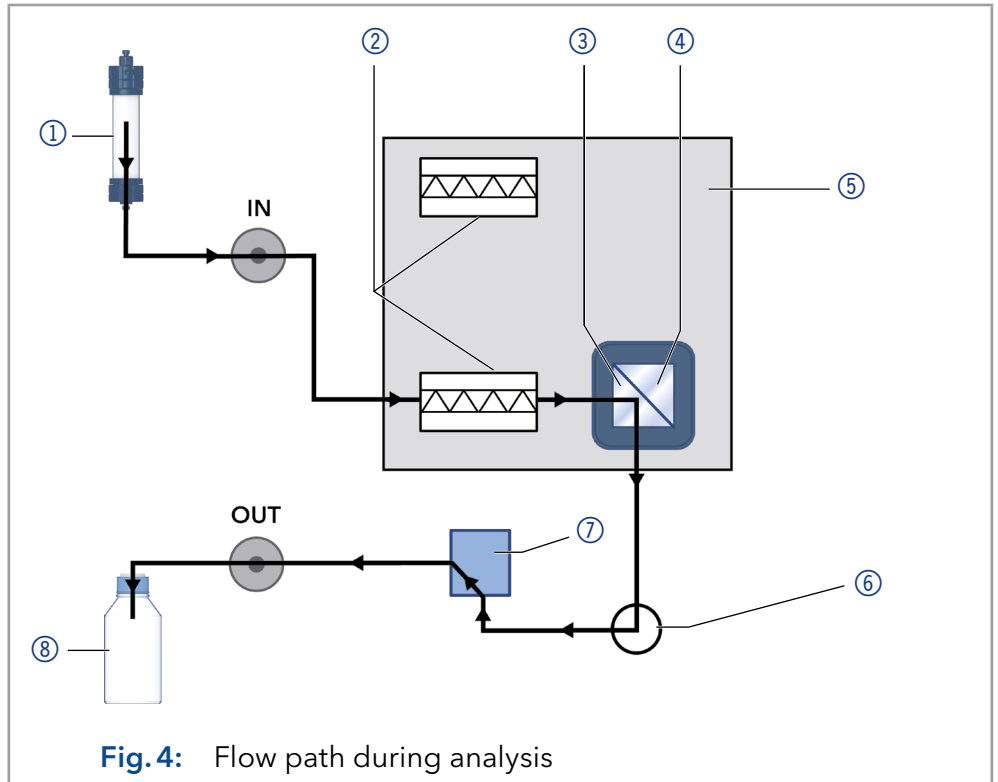 ② ③ ④
①
⑤
IN
OUT
⑦
⑥
⑧
Fig. 4: Flow path during analysis